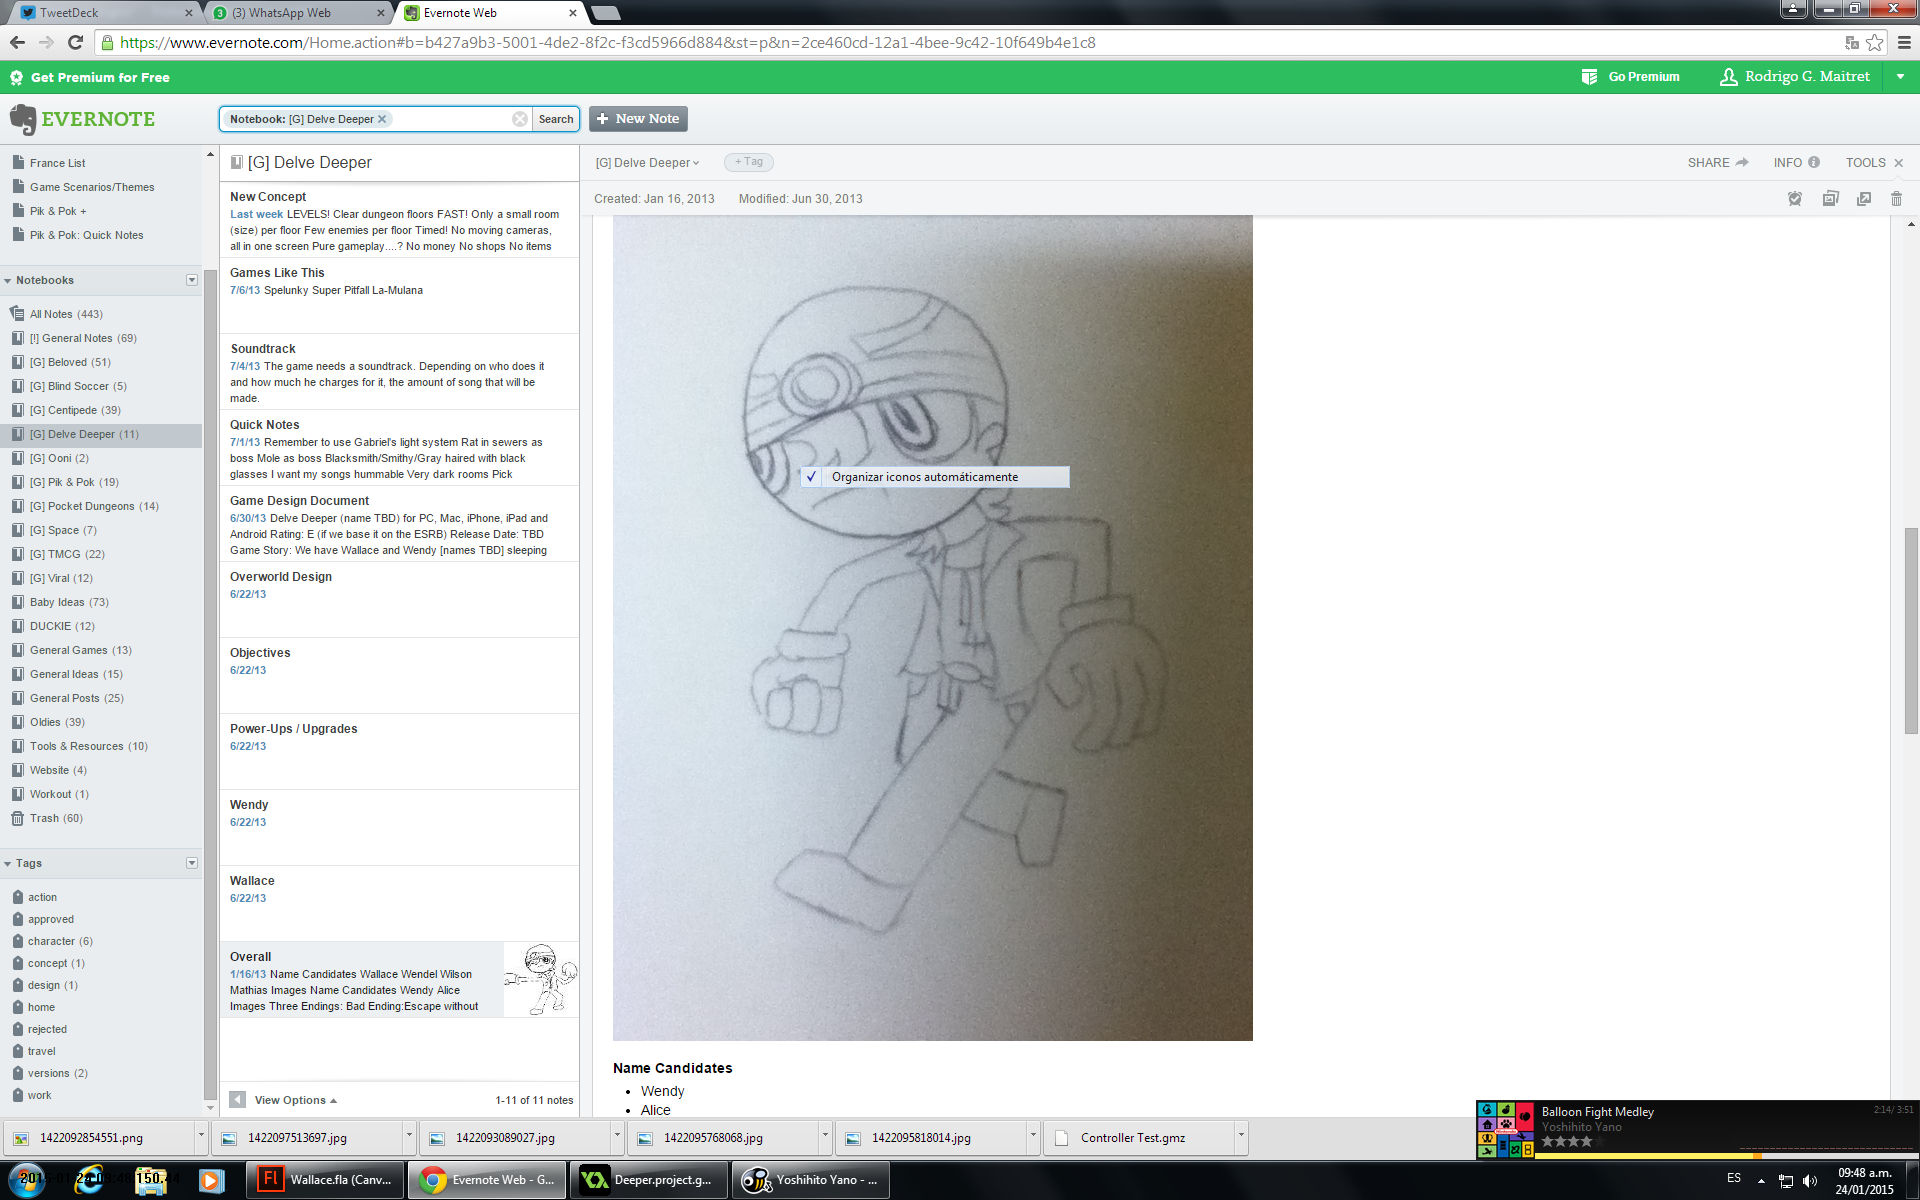 TweetDeck
(3) WhatsApp Web
Evernote Web
https://www.evernote.com/Home.action#b=b427a9b3-5001-4de2-8f2c-f3cd5966d884&st=p&n=2ce460cd-12a1-4bee-9c42-10f649b4e1c8
Get Premium for Free
Go Premium
Rodrigo G. Maitret
EVERNOTE
Notebook: [G] Delve Deeper
Search
New Note
France List
Game Scenarios/Themes
Pik & Pok +
Pik & Pok: Quick Notes
Notebooks
All Notes (443)
[!] General Notes (69)
[G] Beloved (51)
[G] Blind Soccer (5)
[G] Centipede (39)
[G] Delve Deeper (11)
[G] Ooni (2)
[G] Pik & Pok (19)
[G] Pocket Dungeons (14)
[G] Space (7)
[G] TMCG (22)
[G] Viral (12)
Baby Ideas (73)
DUCKIE (12)
General Games (13)
General Ideas (15)
General Posts (25)
Oldies (39)
Tools & Resources (10)
Website (4)
Workout (1)
Trash (60)
Tags
action
approved
character (6)
concept (1)
design (1)
home
rejected
travel
versions (2)
work
[G] Delve Deeper
New Concept
Last week LEVELS! Clear dungeon floors FAST! Only a small room
(size) per floor Few enemies per floor Timed! No moving cameras,
all in one screen Pure gameplay....? No money No shops No items
Games Like This
7/6/13 Spelunky Super Pitfall La-Mulana
Soundtrack
7/4/13 The game needs a soundtrack. Depending on who does it
and how much he charges for it, the amount of song that will be
made.
Quick Notes
7/1/13 Remember to use Gabriel's light system Rat in sewers as
boss Mole as boss Blacksmith/Smithy/Gray haired with black
glasses I want my songs hummable Very dark rooms Pick
Game Design Document
6/30/13 Delve Deeper (name TBD) for PC, Mac, iPhone, iPad and
Android Rating: E (if we base it on the ESRB) Release Date: TBD
Game Story: We have Wallace and Wendy [names TBD] sleeping
Overworld Design
6/22/13
Objectives
6/22/13
Power-Ups / Upgrades
6/22/13
Wendy
6/22/13
Wallace
6/22/13
Overall
1/16/13 Name Candidates Wallace Wendel Wilson
Mathias Images Name Candidates Wendy Alice
Images Three Endings: Bad Ending:Escape without
View Options
1-11 of 11 notes
[G] Delve Deeper
+ Tag
SHARE
INFO
TOOLS
Created: Jan 16, 2013
Modified: Jun 30, 2013
Organizar iconos automáticamente
Name Candidates
• Wendy
• Alice
Balloon Fight Medley
2:14/ 3:51
Yoshihito Yano
1422092854551.png
1422097513697.jpg
1422093089027.jpg
1422095768068.jpg
1422095818014.jpg
Controller Test.gmz
Wallace.fla (Canv...
Evernote Web - G...
Deeper.project.g...
Yoshihito Yano - ...
ES
09:48 a.m.
24/01/2015